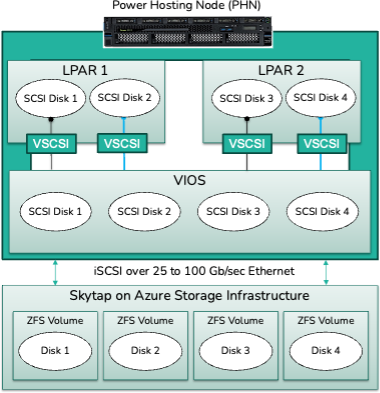 Power Hosting Node (PHN)
LPAR 1
LPAR 2
SCSI Disk 1
SCSI Disk 2
SCSI Disk 3
SCSI Disk 4
VSCSI
VSCSI
VSCSI
VSCSI
VIOS
SCSI Disk 1
SCSI Disk 2
SCSI Disk 3
SCSI Disk 4
iSCSI over 25 to 100 Gb/sec Ethernet
Skytap on Azure Storage Infrastructure
ZFS Volume
ZFS Volume
ZFS Volume
ZFS Volume
Disk 1
Disk 2
Disk 3
Disk 4